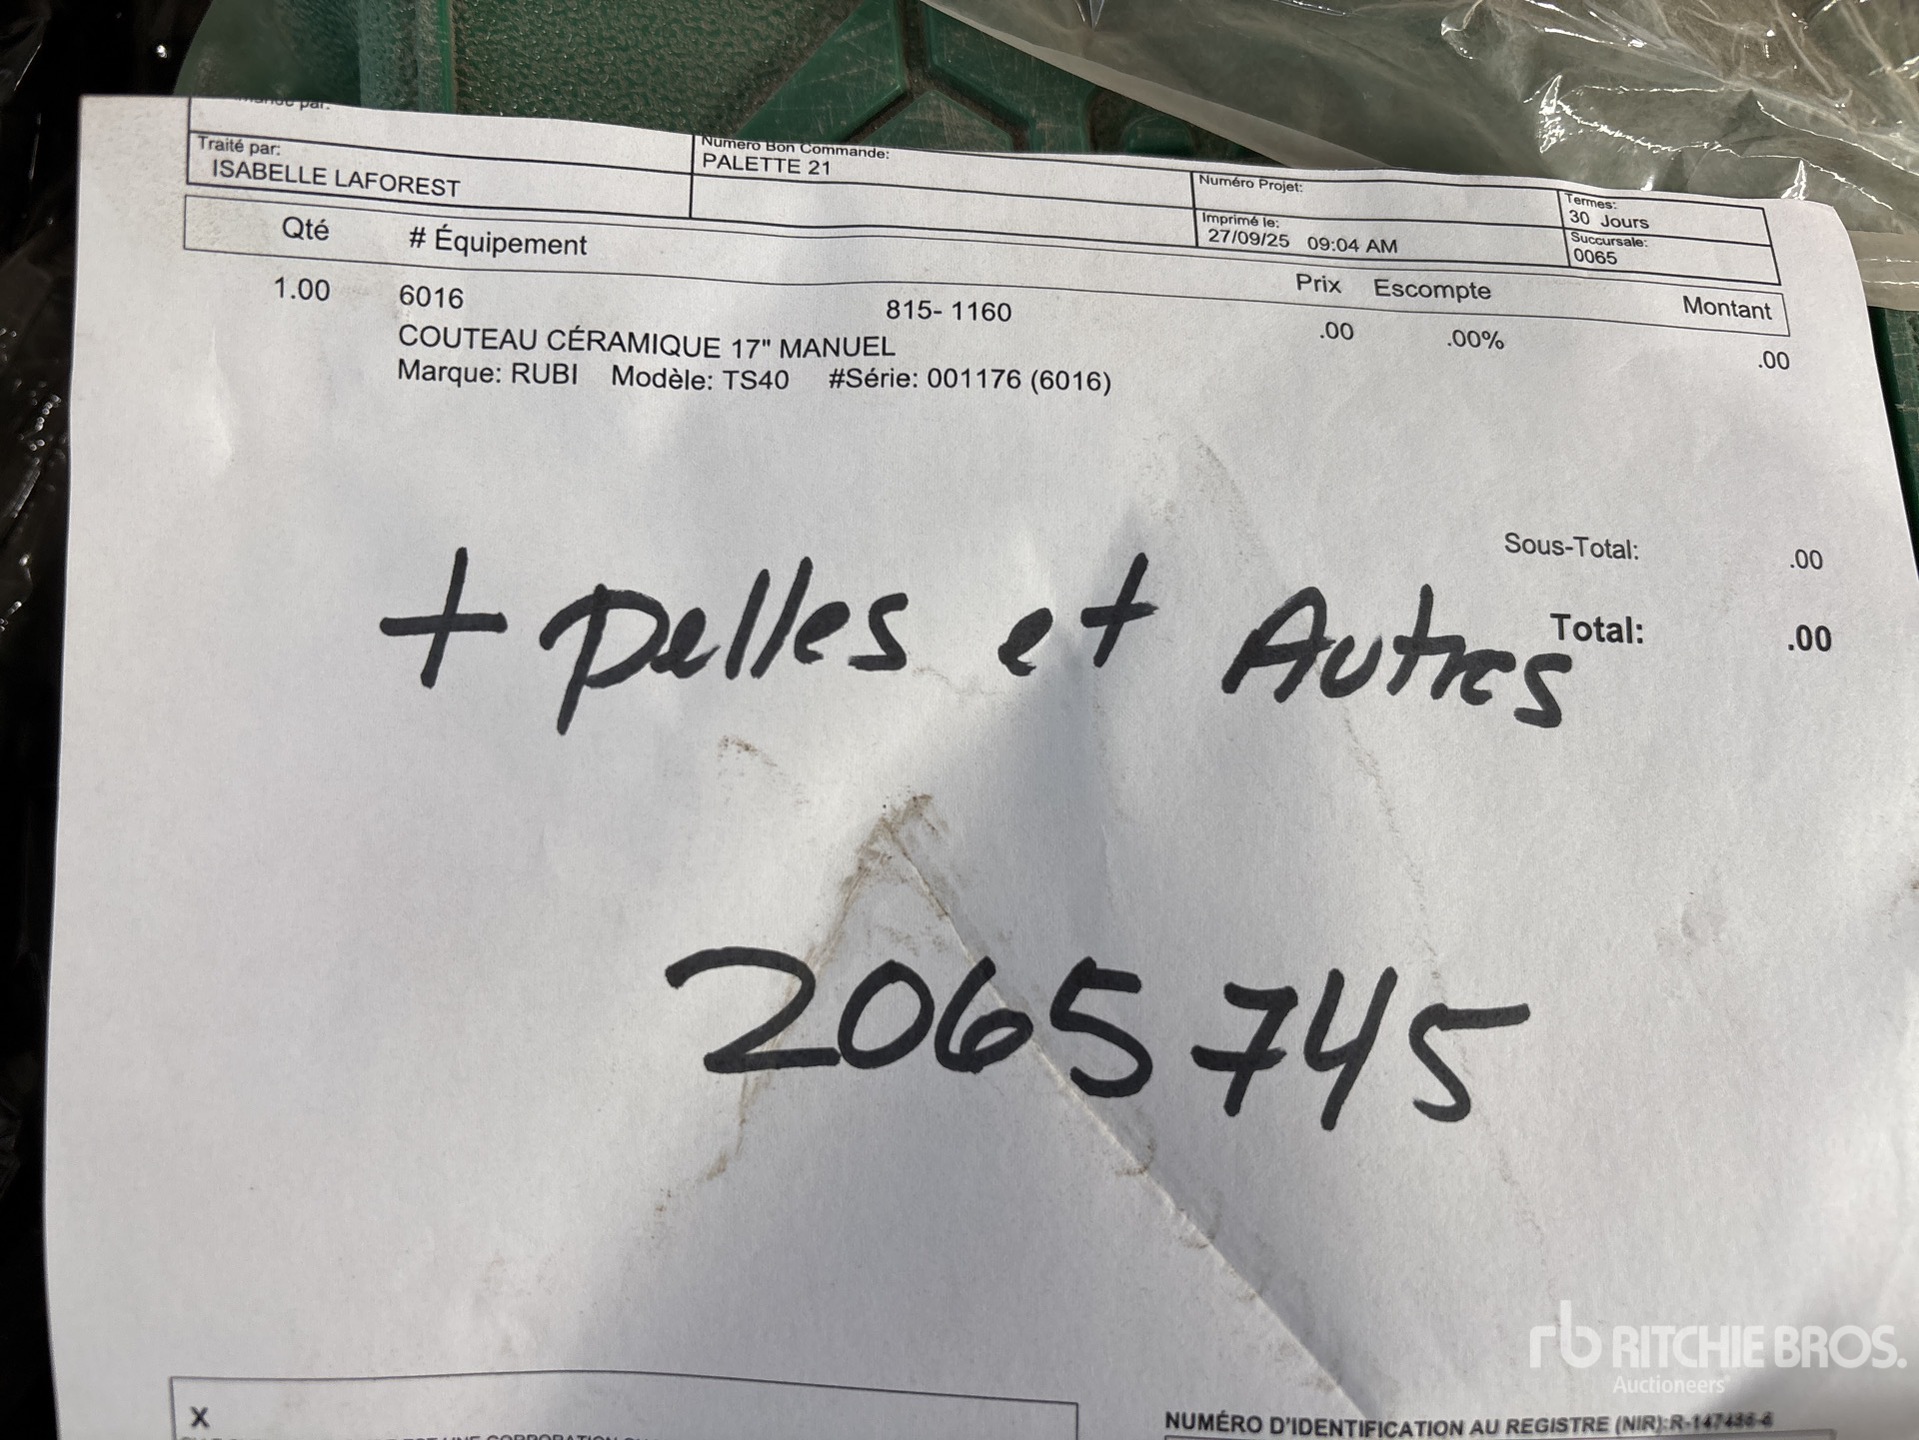 Traité par:
ISABELLE LAFOREST
Numéro Bon Commande:
PALETTE 21
Numéro Projet:
Imprimé le:
27/09/25 09:04 AM
Termes:
30 Jours
Succursale:
0065
Qté # Équipement Prix Escompte Montant
1.00 6016 815- 1160 .00 .00% .00
COUTEAU CÉRAMIQUE 17" MANUEL
Marque: RUBI Modèle: TS40 #Série: 001176 (6016)
Sous-Total: .00
Total: .00
+ pelles et Autres
2065745
rb RITCHIE BROS.
Auctioneers
X
NUMÉRO D'IDENTIFICATION AU REGISTRE (NIR):